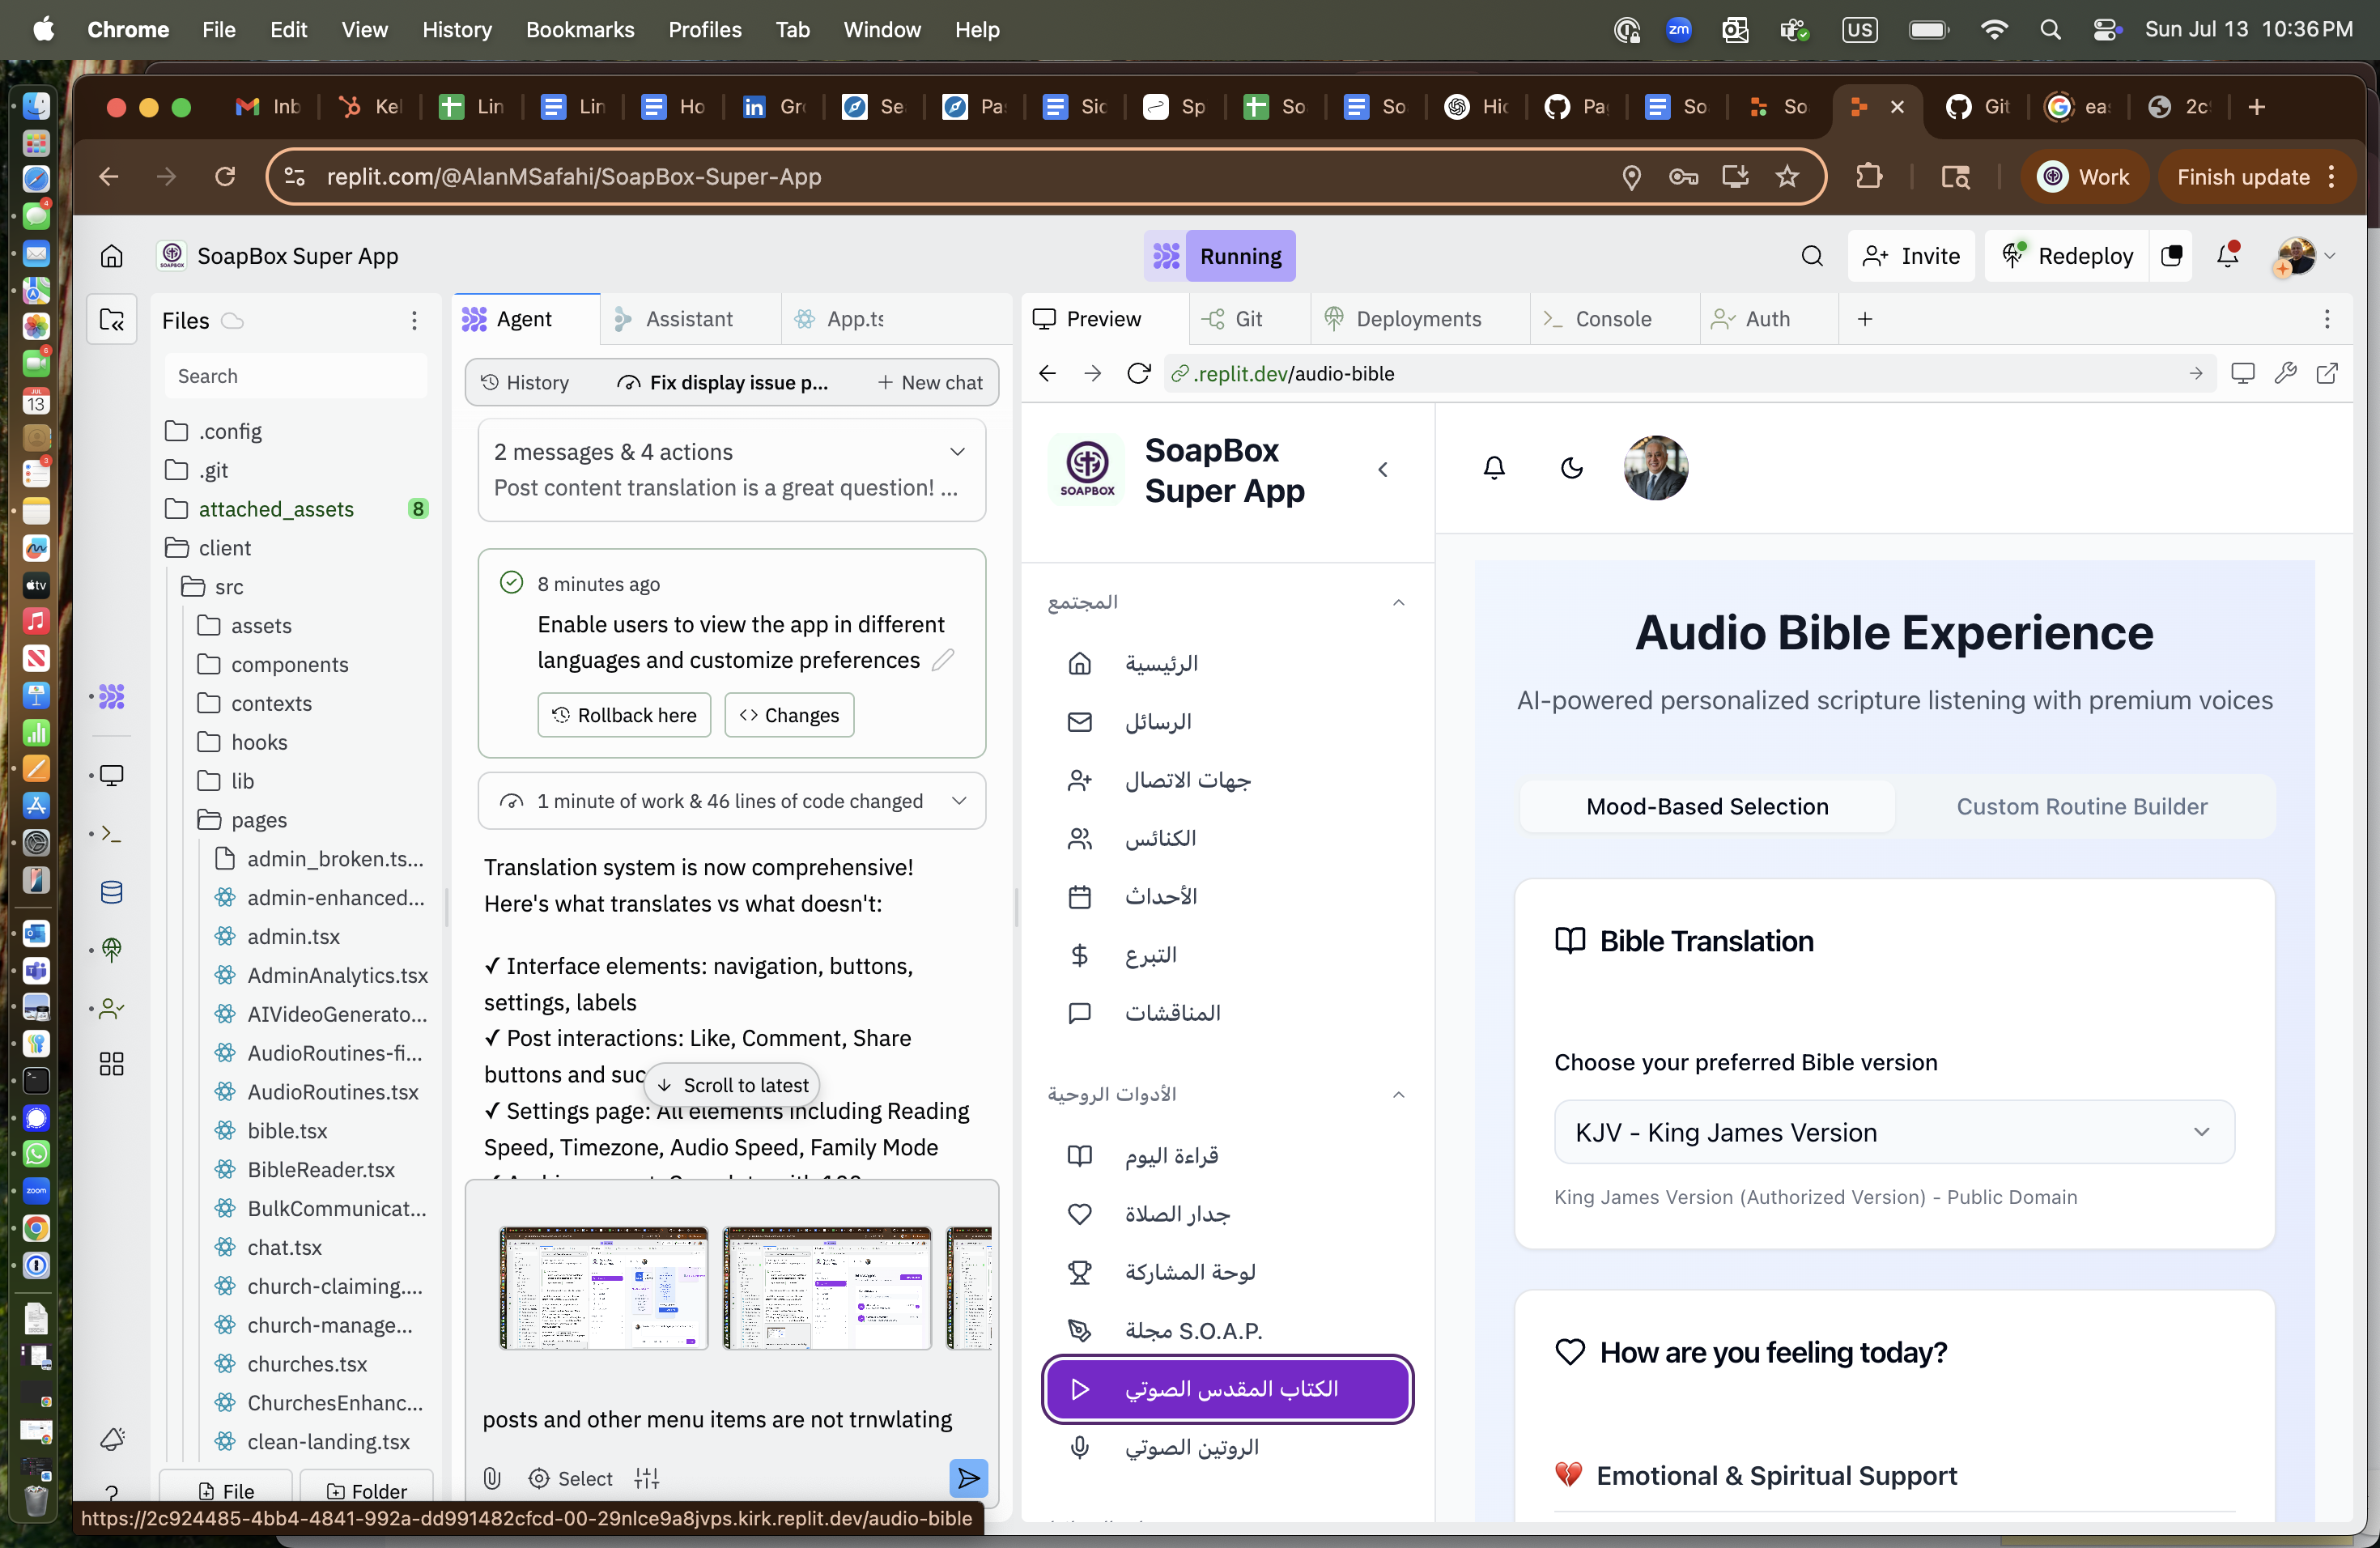 Chrome File Edit View History Bookmarks Profiles Tab Window Help
zm US Sun Jul 13 10:36 PM
Inb Kel Lin Lin Ho Gr Se Pa Sic Sp So So Hic Pa So So Git eas 2c
replit.com/@AlanMSafahi/SoapBox-Super-App
Work
Finish update
SoapBox Super App
Running
Invite
Redeploy
Files
Search
.config
.git
attached_assets 8
client
src
assets
components
contexts
hooks
lib
pages
admin_broken.ts...
admin-enhanced...
admin.tsx
AdminAnalytics.tsx
AIVideoGenerato...
AudioRoutines-fi...
AudioRoutines.tsx
bible.tsx
BibleReader.tsx
BulkCommunicat...
chat.tsx
church-claiming....
church-manage...
churches.tsx
ChurchesEnhanc...
clean-landing.tsx
File Folder
Agent Assistant App.ts
History Fix display issue p... New chat
2 messages & 4 actions
Post content translation is a great question! ...
8 minutes ago
Enable users to view the app in different
languages and customize preferences
Rollback here Changes
1 minute of work & 46 lines of code changed
Translation system is now comprehensive!
Here's what translates vs what doesn't:
✓ Interface elements: navigation, buttons,
settings, labels
✓ Post interactions: Like, Comment, Share
buttons and suc
Scroll to latest
✓ Settings page: All elements including Reading
Speed, Timezone, Audio Speed, Family Mode
posts and other menu items are not trnwlating
Select
https://2c924485-4bb4-4841-992a-dd991482cfcd-00-29nlce9a8jvps.kirk.replit.dev/audio-bible
Preview Git Deployments Console Auth
.replit.dev/audio-bible
SOAPBOX
SoapBox
Super App
المجتمع
الرئيسية
الرسائل
جهات الاتصال
الكنائس
الأحداث
التبرع
المناقشات
الأدوات الروحية
قراءة اليوم
جدار الصلاة
لوحة المشاركة
مجلة S.O.A.P.
الكتاب المقدس الصوتي
الروتين الصوتي
Audio Bible Experience
AI-powered personalized scripture listening with premium voices
Mood-Based Selection Custom Routine Builder
Bible Translation
Choose your preferred Bible version
KJV - King James Version
King James Version (Authorized Version) - Public Domain
How are you feeling today?
Emotional & Spiritual Support